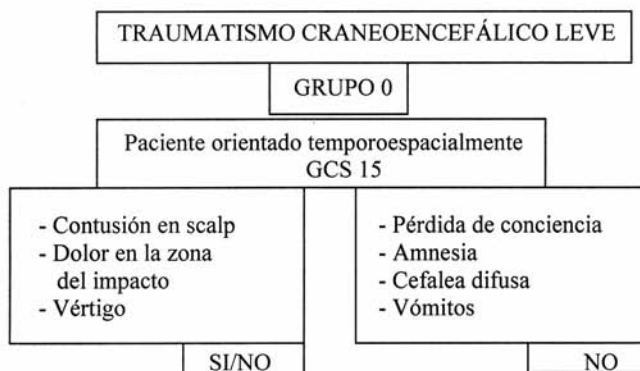 TRAUMATISMO CRANEOENCEFÁLICO LEVE
GRUPO 0
Paciente orientado temporoespacialmente
GCS 15
- Contusión en scalp
- Dolor en la zona
del impacto
- Vértigo
SI/NO
- Pérdida de conciencia
- Amnesia
- Cefalea difusa
- Vómitos
NO